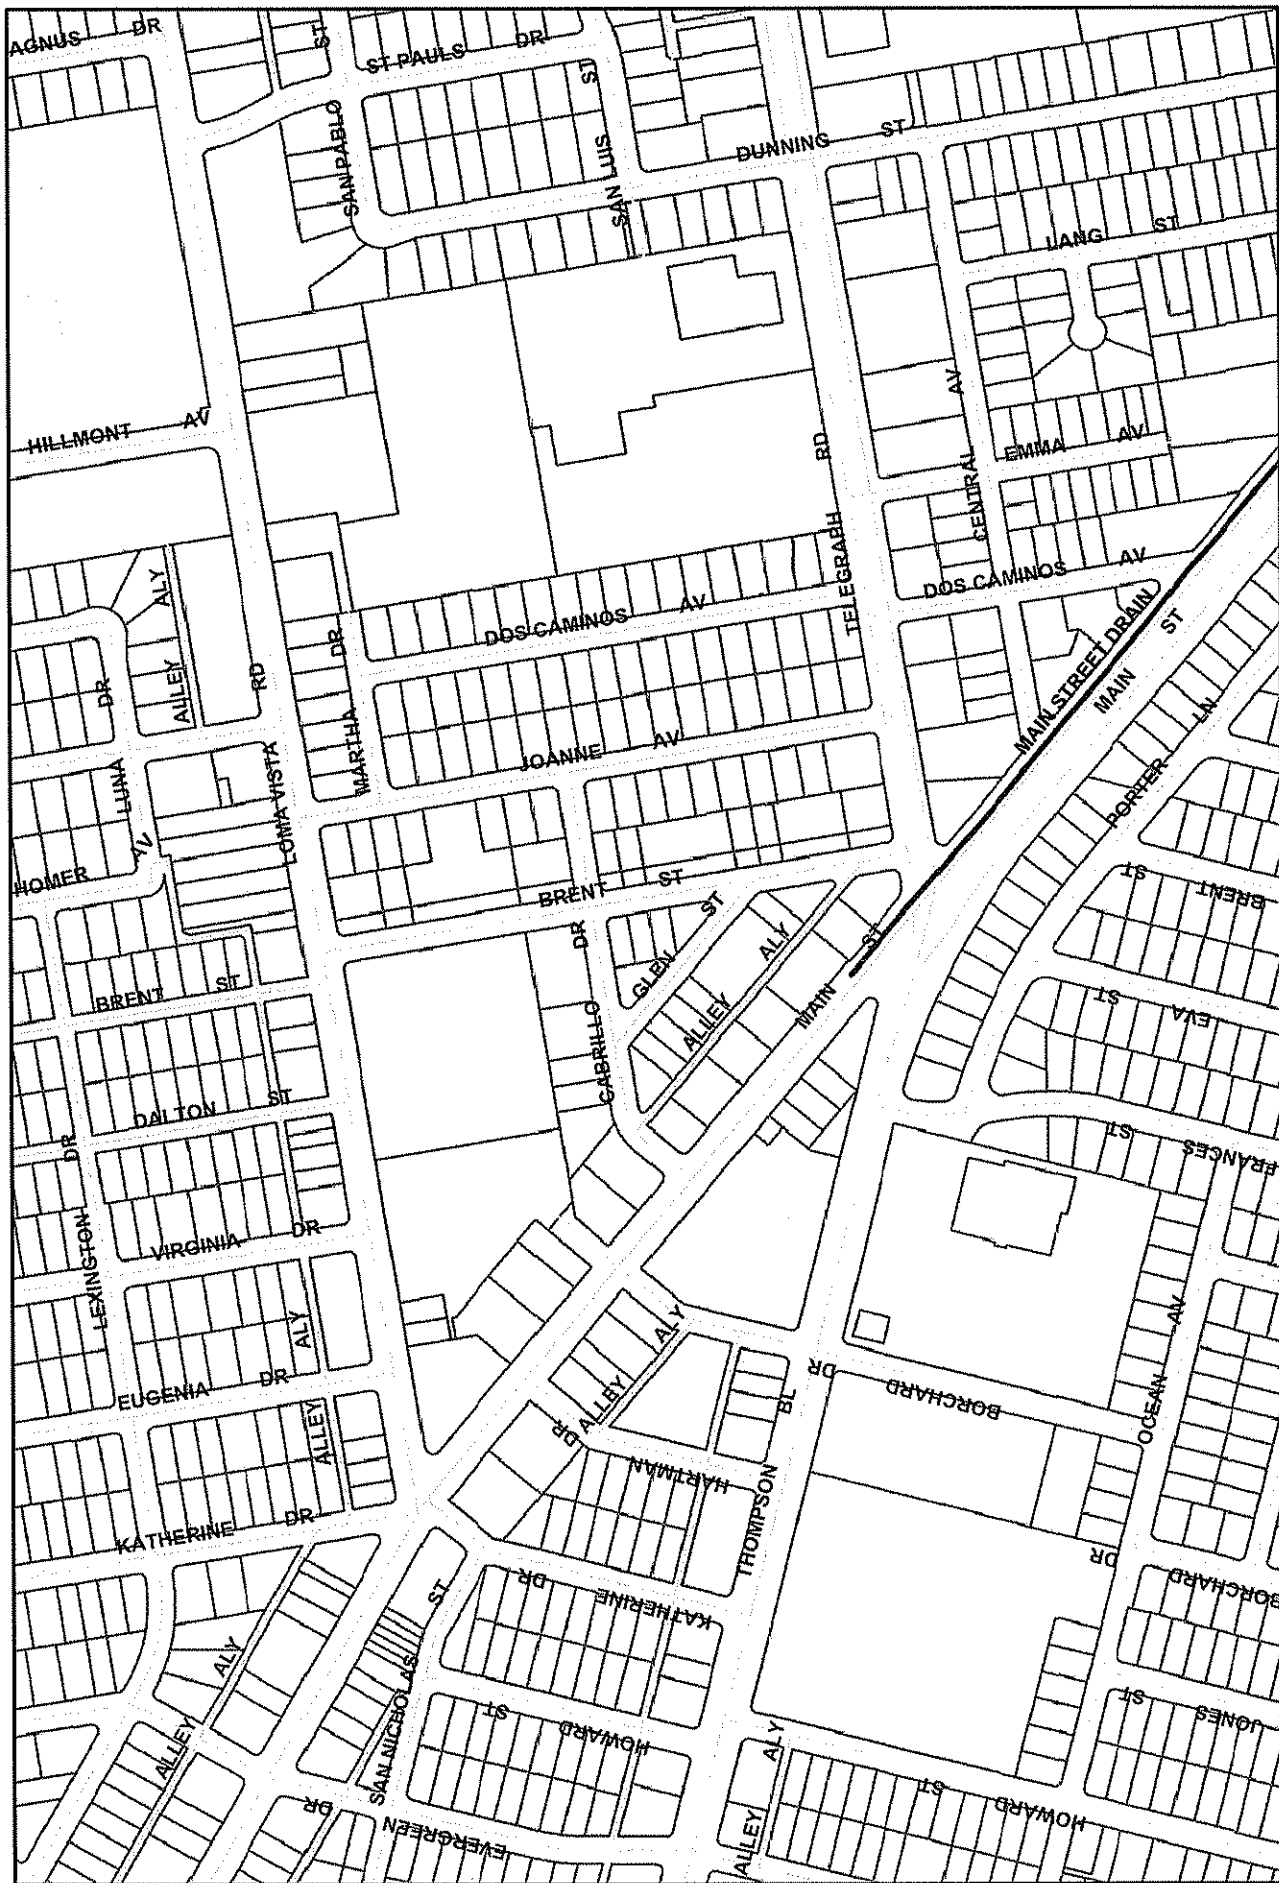 AGNUS DR
ST PAULS DR
SAN PABLO ST
SAN LUIS ST
DUNNING ST
LANG ST
HILLMONT AV
CENTRAL AV
EMMA AV
TELEGRAPH RD
DOS CAMINOS AV
DOS CAMINOS AV
ALLEY ALY
MARTHA DR
LOMA VISTA RD
JOANNE AV
LUNA DR
HOMER AV
MAIN STREET DRAIN
MAIN ST
PORTER LN
BRENT ST
BRENT ST
BRENT ST
GLEN ST
ALLEY ALY
MAIN ST
CABRILLO DR
EVA ST
DALTON ST
FRANCES ST
LEXINGTON DR
VIRGINIA DR
ALLEY ALY
EUGENIA DR
ALLEY ALY
BORCHARD DR
OCEAN AV
HARTMAN DR
THOMPSON BL
KATHERINE DR
KATHERINE DR
BORCHARD DR
ALLEY ALY
SAN NICHOLAS ST
HOWARD ST
JONES ST
ALLEY ALY
HOWARD ST
EVERGREEN DR